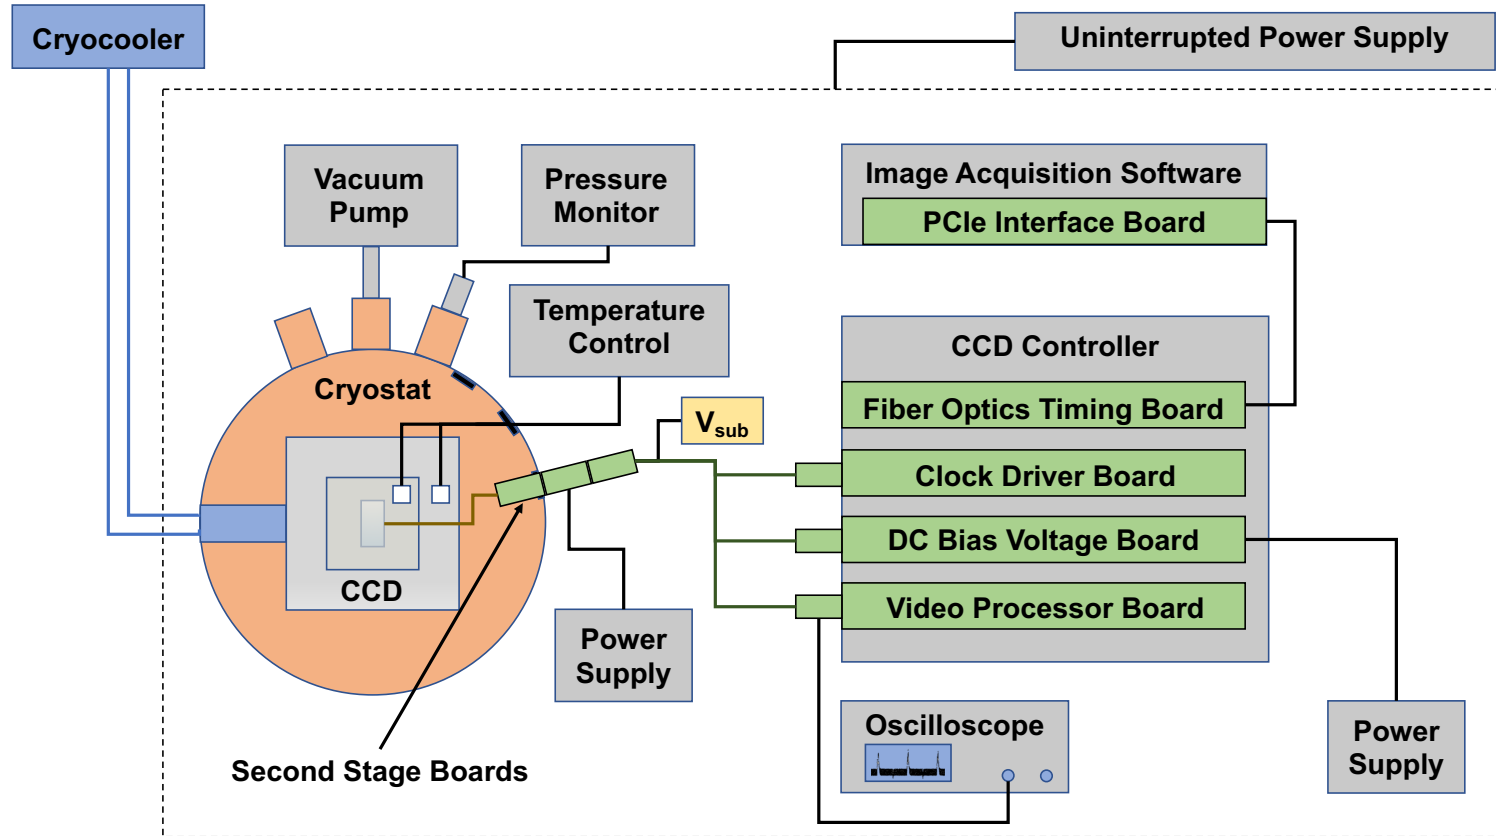 Cryocooler
Uninterrupted Power Supply
Vacuum
Pump
Pressure
Monitor
Image Acquisition Software
PCIe Interface Board
Temperature
Control
CCD Controller
Cryostat
Fiber Optics Timing Board
Vsub
Clock Driver Board
DC Bias Voltage Board
CCD
Video Processor Board
Power
Supply
Oscilloscope
Power
Supply
Second Stage Boards